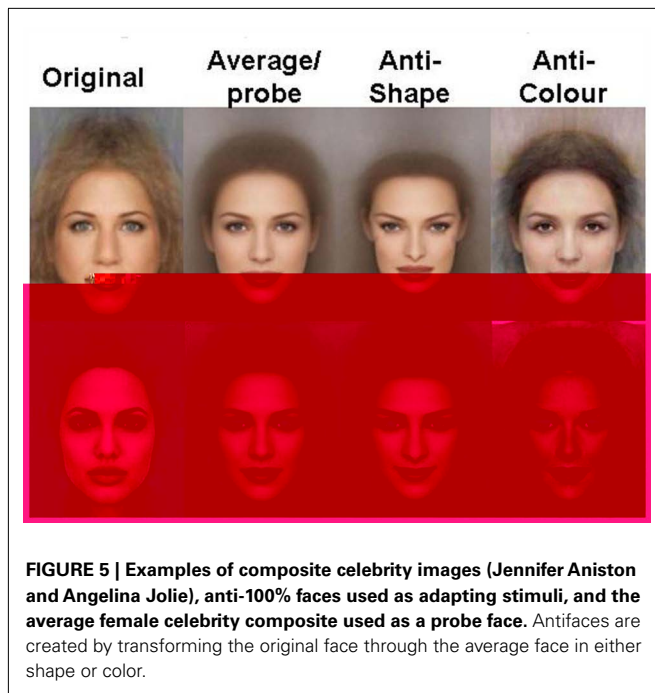 Original
Average/
probe
Anti-
Shape
Anti-
Colour
FIGURE 5 | Examples of composite celebrity images (Jennifer Aniston
and Angelina Jolie), anti-100% faces used as adapting stimuli, and the
average female celebrity composite used as a probe face. Antifaces are
created by transforming the original face through the average face in either
shape or color.